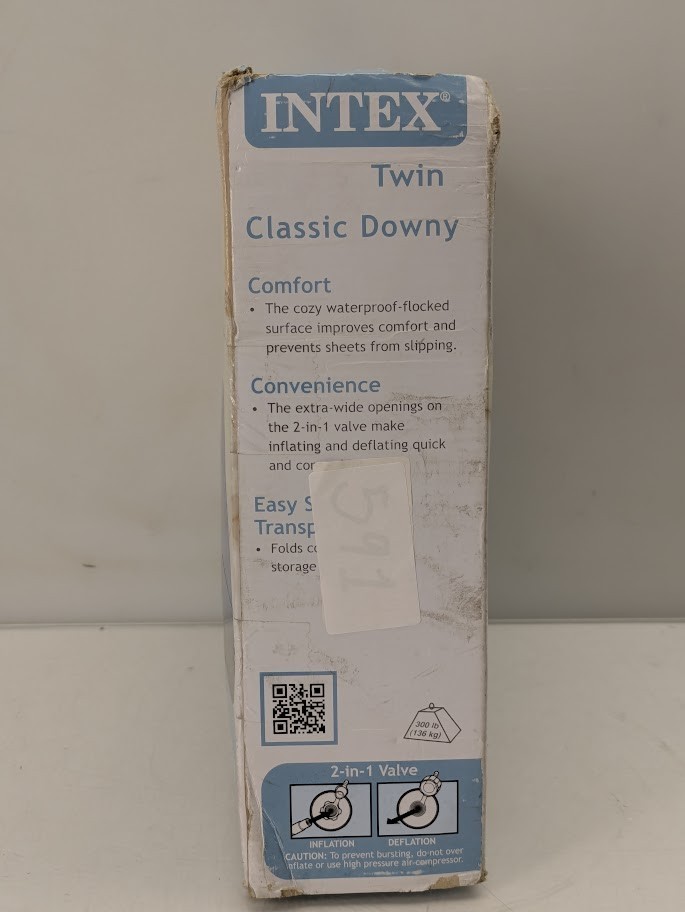 INTEX®
Twin
Classic Downy
Comfort
• The cozy waterproof-flocked
surface improves comfort and
prevents sheets from slipping.
Convenience
• The extra-wide openings on
the 2-in-1 valve make
inflating and deflating quick
and
Easy
• Folds
storage
591
300 lb
(136 kg)
2-in-1 Valve
INFLATION
DEFLATION
CAUTION: To prevent bursting, do not over
inflate or use high pressure air-compressor.